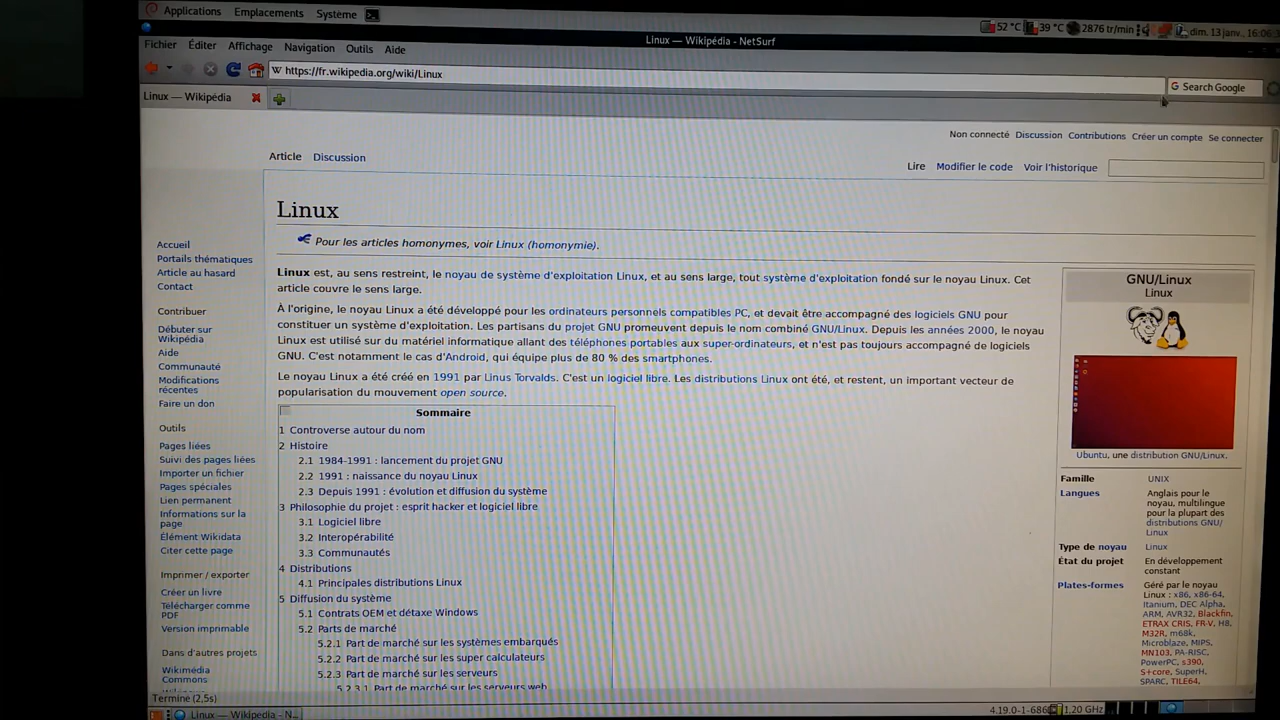 Applications Emplacements Système
52 °C 39 °C 2876 tr/min dim. 13 janv., 16:06:
Linux — Wikipédia - NetSurf
Fichier Éditer Affichage Navigation Outils Aide
W https://fr.wikipedia.org/wiki/Linux
G Search Google
Linux — Wikipédia
Non connecté Discussion Contributions Créer un compte Se connecter
Article Discussion
Lire Modifier le code Voir l'historique
Linux
Pour les articles homonymes, voir Linux (homonymie).
Linux est, au sens restreint, le noyau de système d'exploitation Linux, et au sens large, tout système d'exploitation fondé sur le noyau Linux. Cet
article couvre le sens large.
À l'origine, le noyau Linux a été développé pour les ordinateurs personnels compatibles PC, et devait être accompagné des logiciels GNU pour
constituer un système d'exploitation. Les partisans du projet GNU promeuvent depuis le nom combiné GNU/Linux. Depuis les années 2000, le noyau
Linux est utilisé sur du matériel informatique allant des téléphones portables aux super-ordinateurs, et n'est pas toujours accompagné de logiciels
GNU. C'est notamment le cas d'Android, qui équipe plus de 80 % des smartphones.
Le noyau Linux a été créé en 1991 par Linus Torvalds. C'est un logiciel libre. Les distributions Linux ont été, et restent, un important vecteur de
popularisation du mouvement open source.
Sommaire
1 Controverse autour du nom
2 Histoire
2.1 1984-1991 : lancement du projet GNU
2.2 1991 : naissance du noyau Linux
2.3 Depuis 1991 : évolution et diffusion du système
3 Philosophie du projet : esprit hacker et logiciel libre
3.1 Logiciel libre
3.2 Interopérabilité
3.3 Communautés
4 Distributions
4.1 Principales distributions Linux
5 Diffusion du système
5.1 Contrats OEM et détaxe Windows
5.2 Parts de marché
5.2.1 Part de marché sur les systèmes embarqués
5.2.2 Part de marché sur les super calculateurs
5.2.3 Part de marché sur les serveurs
5.2.3.1 Part de marché sur les serveurs web
Accueil
Portails thématiques
Article au hasard
Contact
Contribuer
Débuter sur
Wikipédia
Aide
Communauté
Modifications
récentes
Faire un don
Outils
Pages liées
Suivi des pages liées
Importer un fichier
Pages spéciales
Lien permanent
Informations sur la
page
Élément Wikidata
Citer cette page
Imprimer / exporter
Créer un livre
Télécharger comme
PDF
Version imprimable
Dans d'autres projets
Wikimédia
Commons
GNU/Linux
Linux
Ubuntu, une distribution GNU/Linux.
Famille UNIX
Langues Anglais pour le
noyau, multilingue
pour la plupart des
distributions GNU/
Linux
Type de noyau Linux
État du projet En développement
constant
Plates-formes Géré par le noyau
Linux : x86, x86-64,
Itanium, DEC Alpha,
ARM, AVR32, Blackfin,
ETRAX CRIS, FR-V, H8,
M32R, m68k,
Microblaze, MIPS,
MN103, PA-RISC,
PowerPC, s390,
S+core, SuperH,
SPARC, TILE64,
Terminé (2,5s)
Linux — Wikipédia - N...
4.19.0-1-686 1,20 GHz